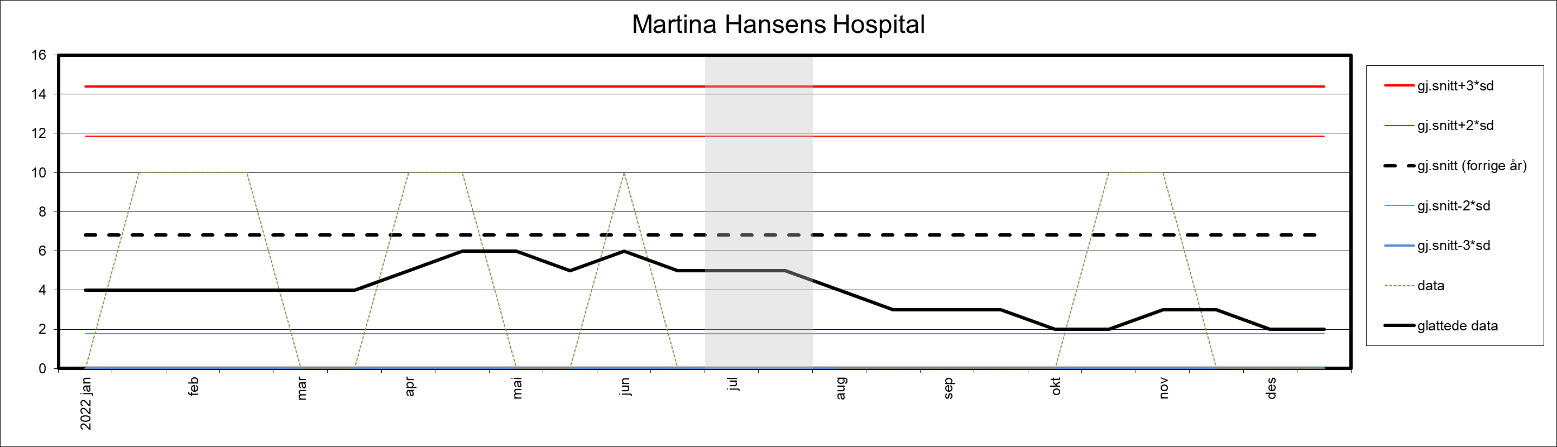 Martina Hansens Hospital
16
14
12
10
8
6
4
2
0
2022 jan
feb
mar
apr
mai
jun
jul
aug
sep
okt
nov
des
gj.snitt+3*sd
gj.snitt+2*sd
gj.snitt (forrige år)
gj.snitt-2*sd
gj.snitt-3*sd
data
glattede data